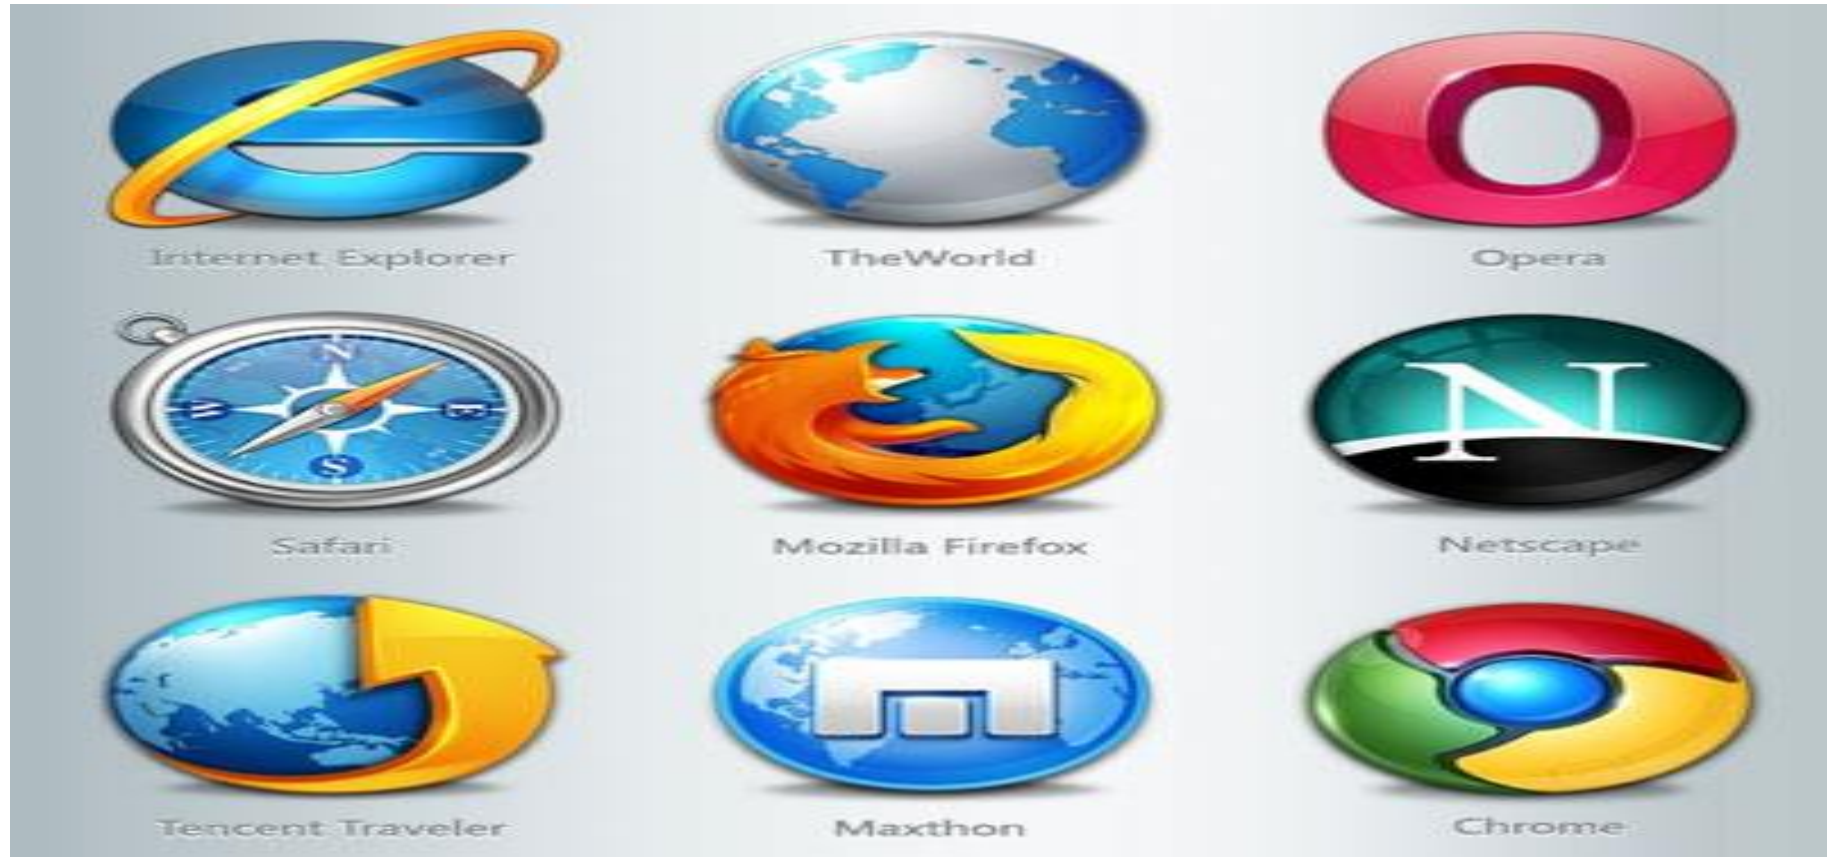 Internet Explorer
TheWorld
Opera
N
W
E
S
Safari
Mozilla Firefox
N
Netscape
Tencent Traveler
Maxthon
Chrome